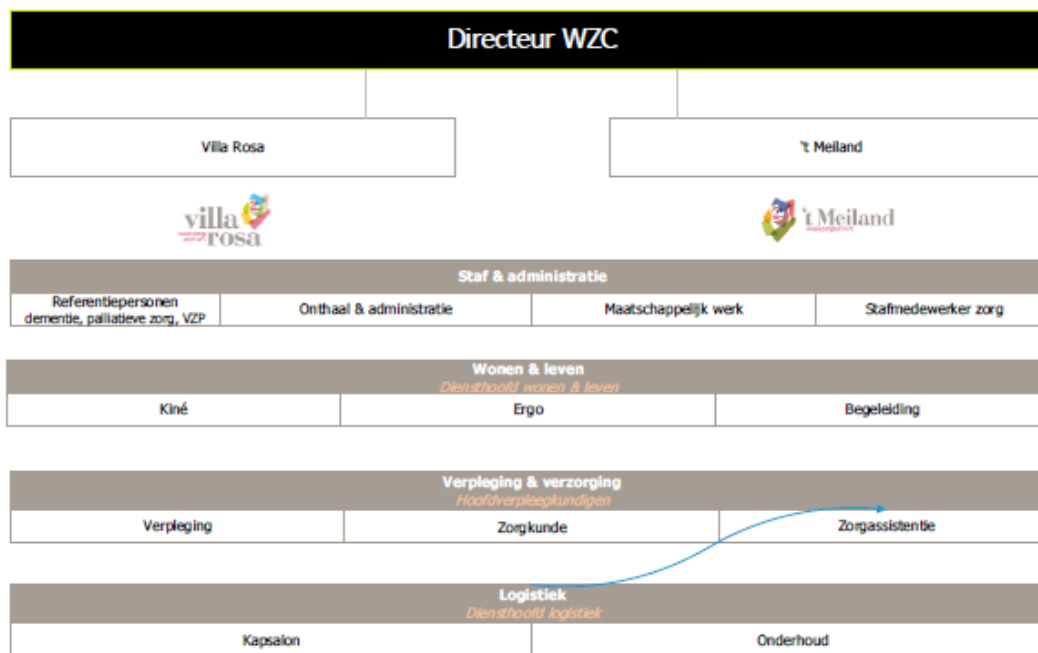 Directeur WZC
Villa Rosa
't Meiland
villa
rosa
't Meiland
Staf & administratie
Referentiepersonen
dementie, palliatieve zorg, VZP
Onthaal & administratie
Maatschappelijk werk
Stafmedewerker zorg
Wonen & leven
Diensthoofd wonen & leven
Kiné
Ergo
Begeleiding
Verpleging & verzorging
Hoofdverpleegkundigen
Verpleging
Zorgkunde
Zorgassistentie
Logistiek
Diensthoofd logistiek
Kapsalon
Onderhoud